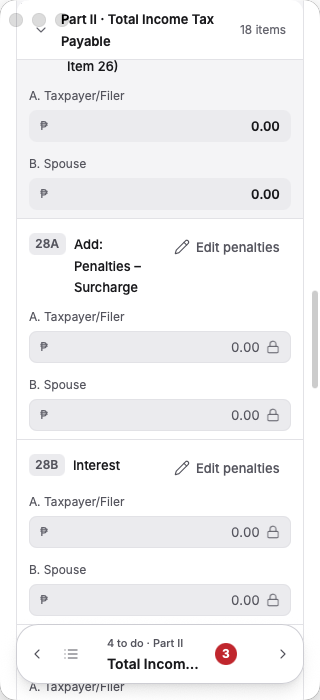 Part II · Total Income Tax
Payable
18 items
Item 26)
A. Taxpayer/Filer
₱ 0.00
B. Spouse
₱ 0.00
28A Add:
Penalties –
Surcharge
Edit penalties
A. Taxpayer/Filer
₱ 0.00
B. Spouse
₱ 0.00
28B Interest
Edit penalties
A. Taxpayer/Filer
₱ 0.00
B. Spouse
₱ 0.00
4 to do · Part II
Total Incom...
3
A. Taxpayer/Filer